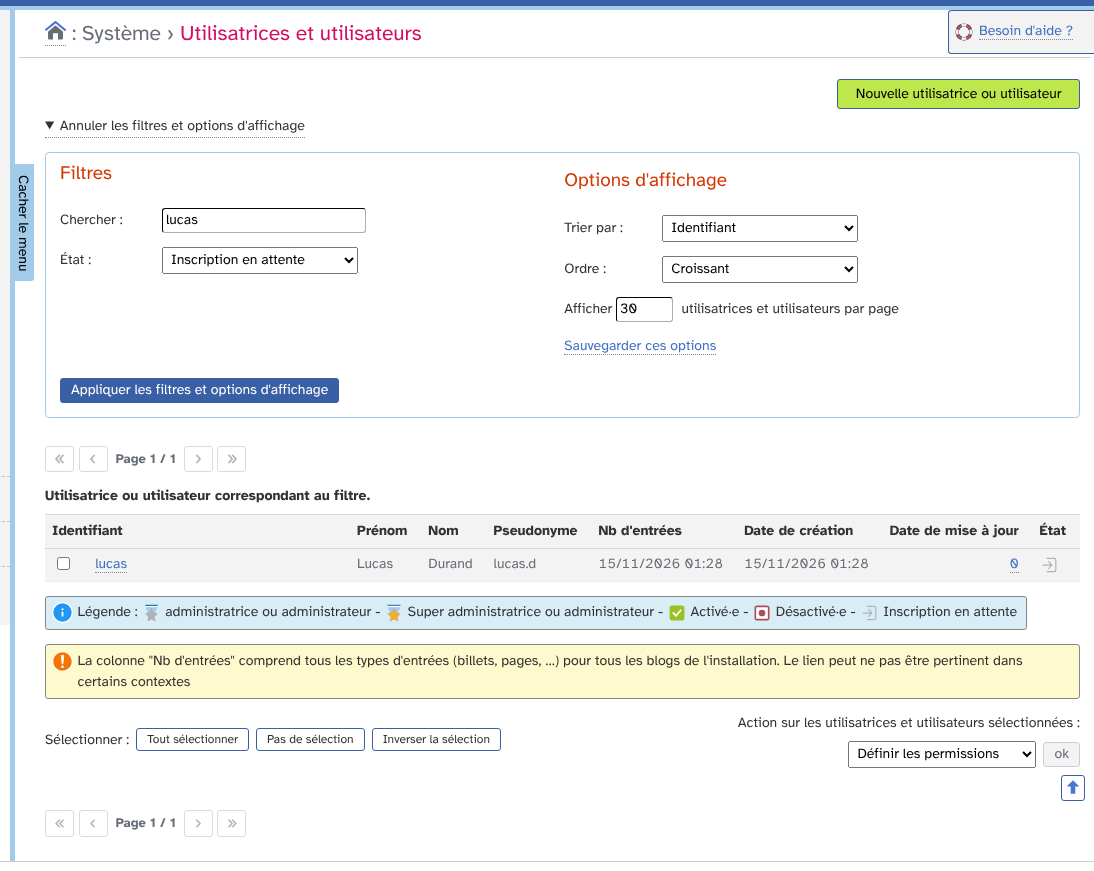 : Système › Utilisatrices et utilisateurs
Besoin d'aide ?
Nouvelle utilisatrice ou utilisateur
▼ Annuler les filtres et options d'affichage
Cacher le menu
Filtres
Chercher : lucas
État : Inscription en attente
Appliquer les filtres et options d'affichage
Options d'affichage
Trier par : Identifiant
Ordre : Croissant
Afficher 30 utilisatrices et utilisateurs par page
Sauvegarder ces options
« ‹ Page 1 / 1 › »
Utilisatrice ou utilisateur correspondant au filtre.
Identifiant Prénom Nom Pseudonyme Nb d'entrées Date de création Date de mise à jour État
lucas Lucas Durand lucas.d 15/11/2026 01:28 15/11/2026 01:28 0
Légende : administratrice ou administrateur - Super administratrice ou administrateur - Activé·e - Désactivé·e - Inscription en attente
La colonne "Nb d'entrées" comprend tous les types d'entrées (billets, pages, …) pour tous les blogs de l'installation. Le lien peut ne pas être pertinent dans
certains contextes
Sélectionner : Tout sélectionner Pas de sélection Inverser la sélection
Action sur les utilisatrices et utilisateurs sélectionnées :
Définir les permissions ok
« ‹ Page 1 / 1 › »